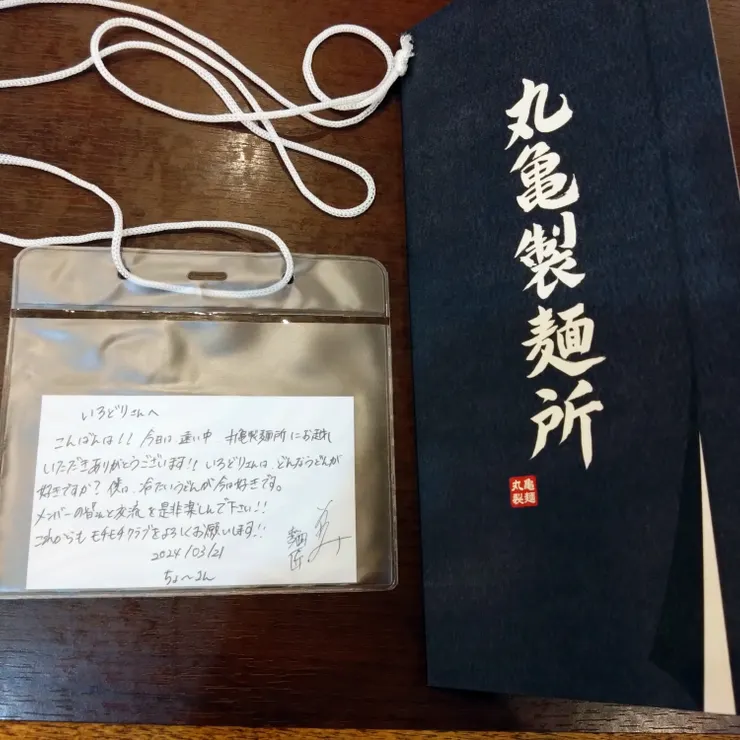 丸亀製麺所
丸亀
製麺
いろどりさんへ
こんばんは!! 今日は遠い中 丸亀製麺所にお越し
いただきありがとうございます!! いろどりさんは、どんなうどんが
好きですか? 僕は、冷たいうどんが今は好きです。
メンバーの皆さんと交流を是非楽しんで下さい!!
これからもモチモチクラブをよろしくお願いします!!
2024/03/21
ちょ〜さん
麺匠